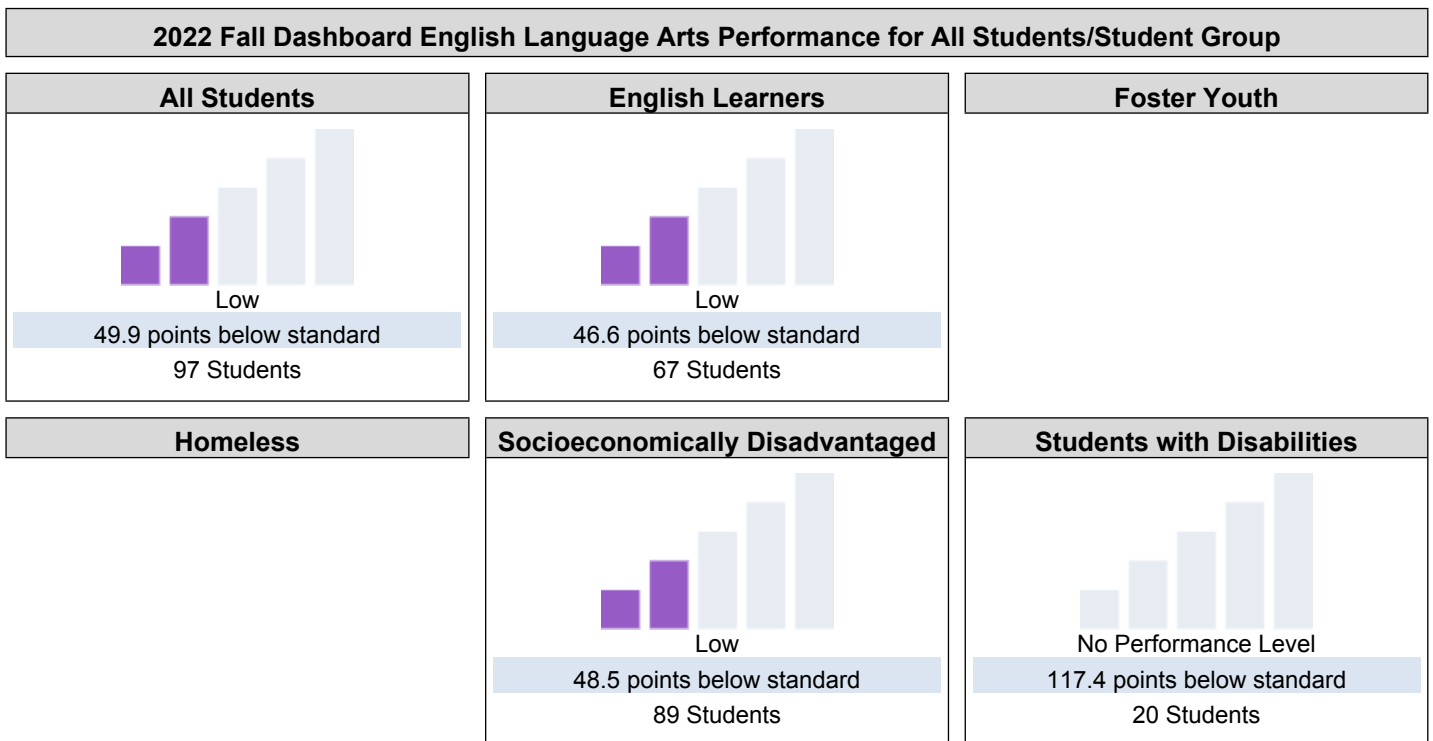 2022 Fall Dashboard English Language Arts Performance for All Students/Student Group
All Students
Low
49.9 points below standard
97 Students
English Learners
Low
46.6 points below standard
67 Students
Foster Youth
Homeless
Socioeconomically Disadvantaged
Low
48.5 points below standard
89 Students
Students with Disabilities
No Performance Level
117.4 points below standard
20 Students